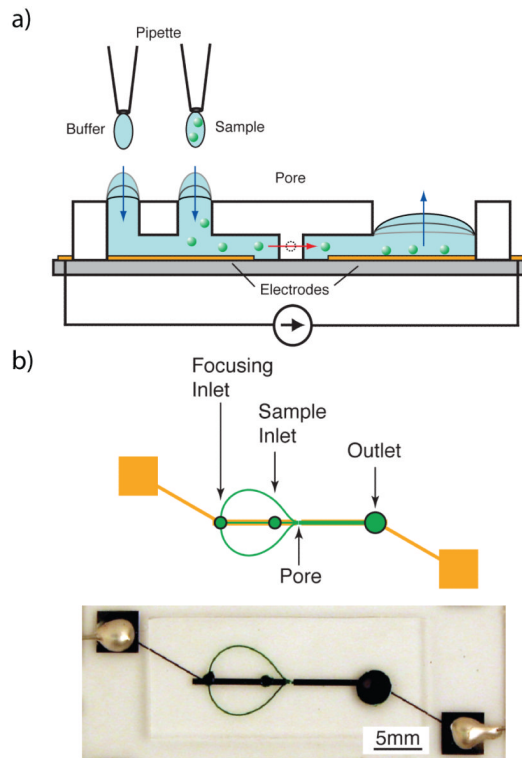 a)
Pipette
Buffer
Sample
Pore
Electrodes
b)
Focusing
Inlet
Sample
Inlet
Outlet
Pore
5mm